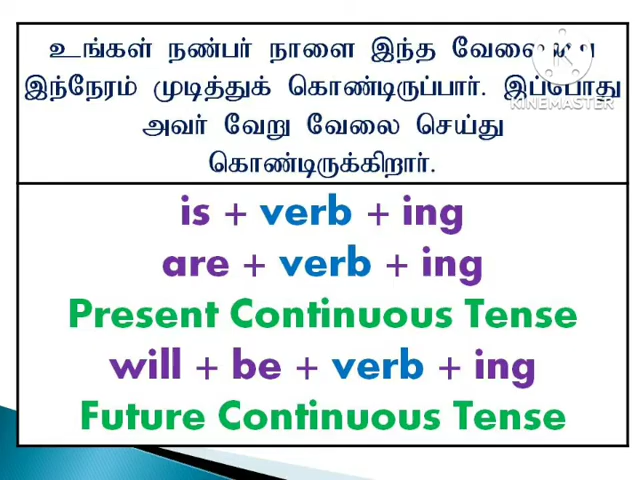 உங்கள் நண்பர் நாளை இந்த
இந்நேரம் முடித்துக் கொண்டிருப்பார். இப்போது
அவர் வேறு வேலை செய்து
கொண்டிருக்கிறார்.
KINEMASTER
is + verb + ing
are + verb + ing
Present Continuous Tense
will + be + verb + ing
Future Continuous Tense